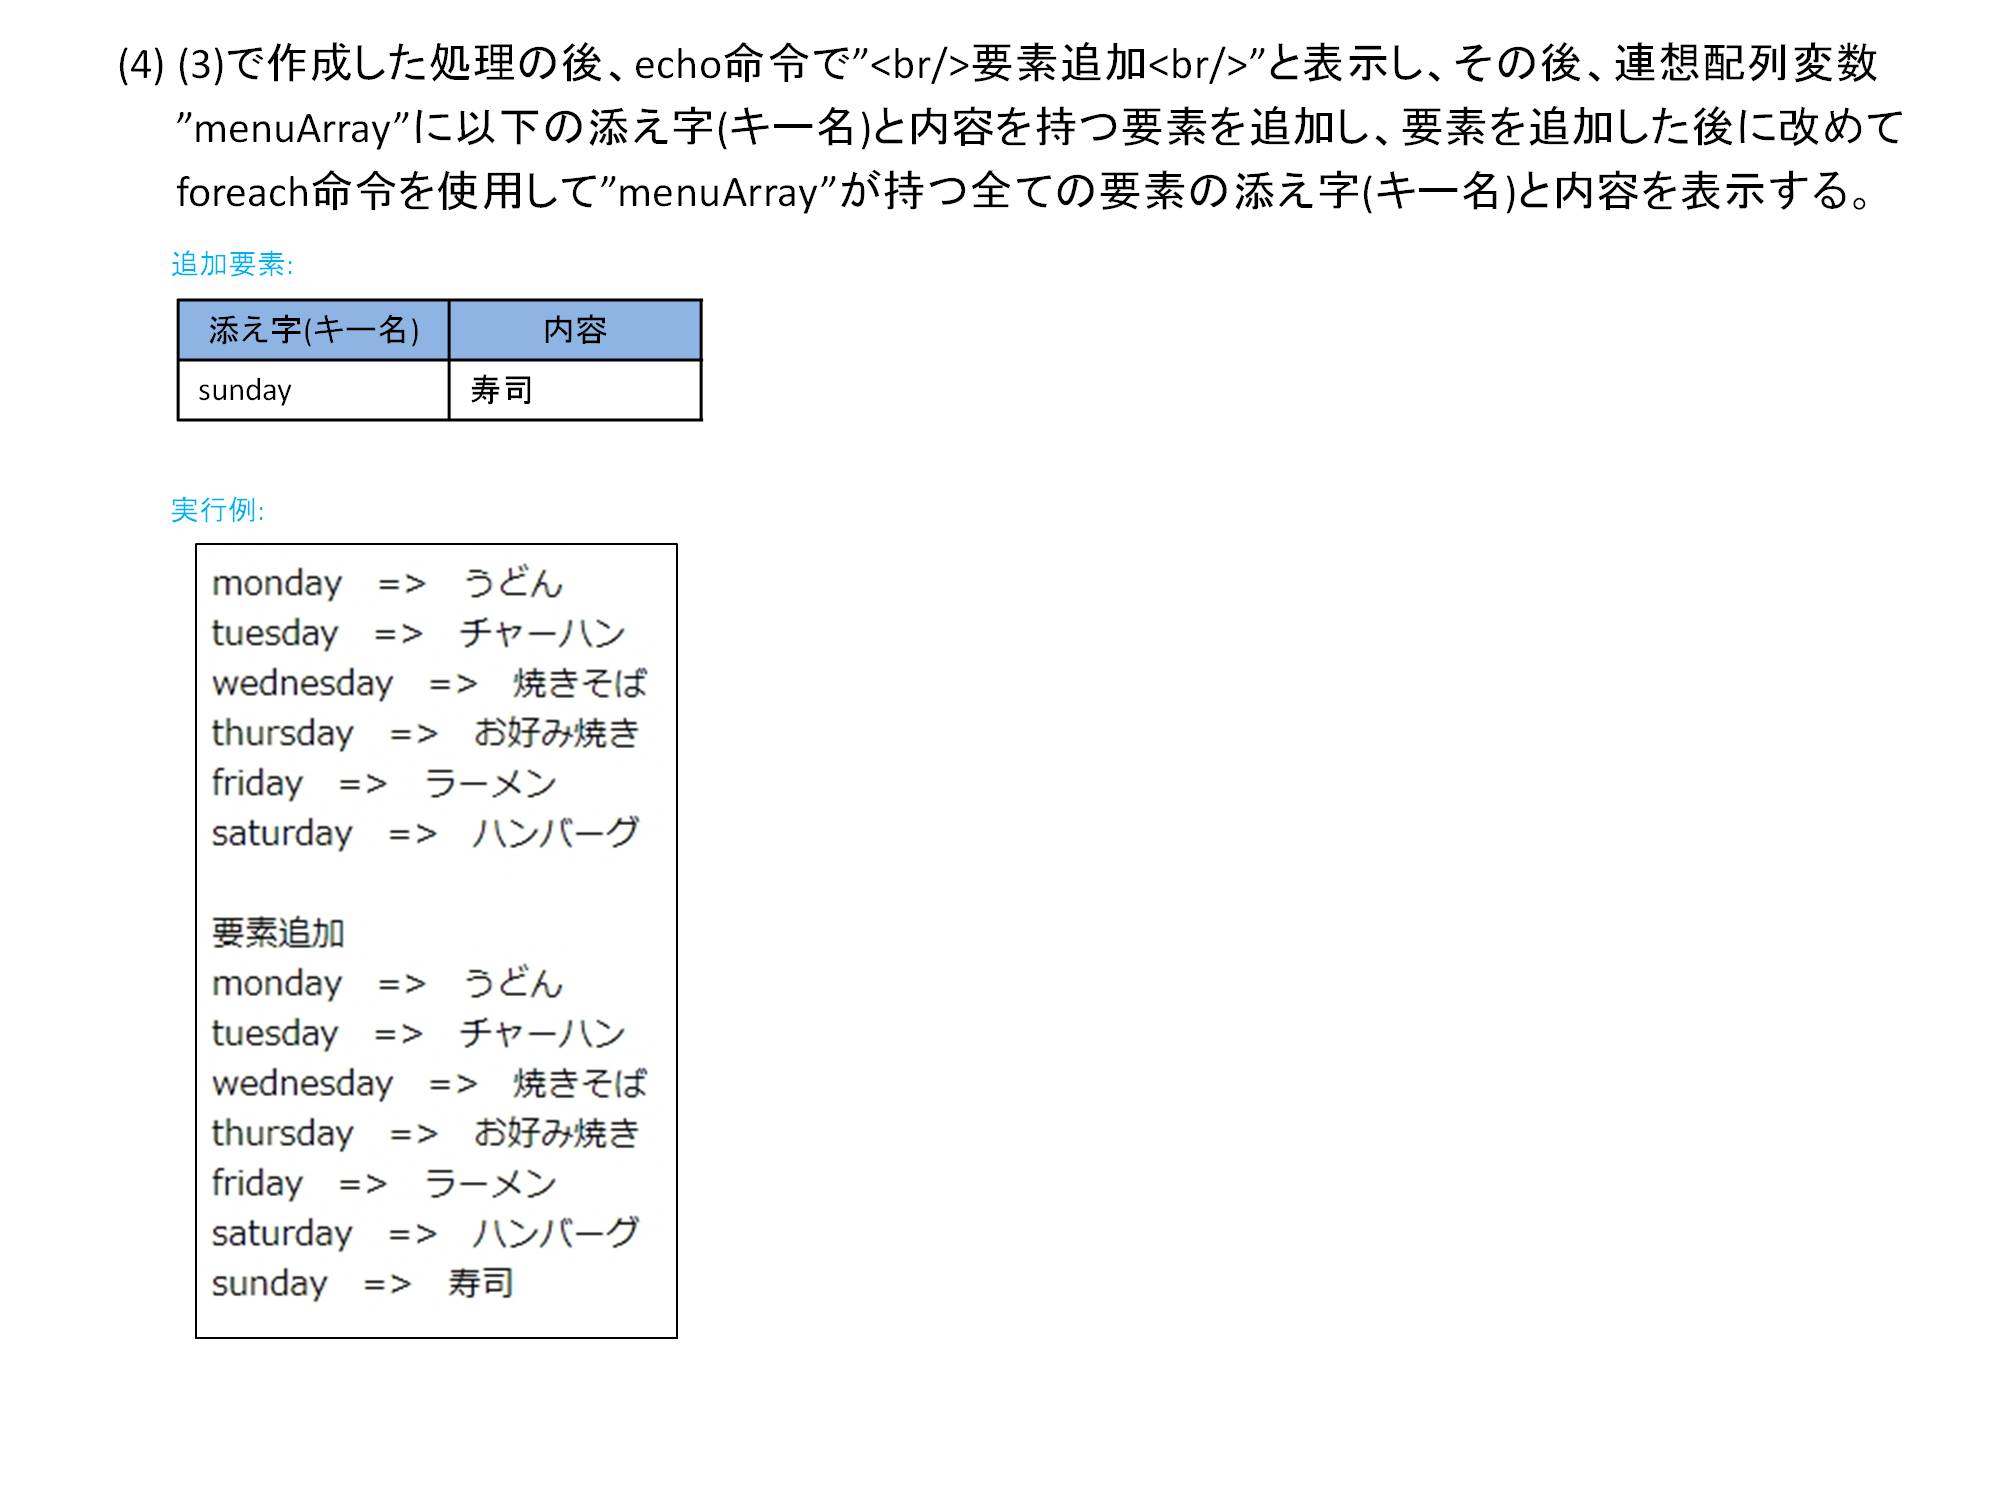 (4) (3)で作成した処理の後、echo命令で”<br/>要素追加<br/>”と表示し、その後、連想配列変数
”menuArray”に以下の添え字(キー名)と内容を持つ要素を追加し、要素を追加した後に改めて
foreach命令を使用して”menuArray”が持つ全ての要素の添え字(キー名)と内容を表示する。
追加要素:
添え字(キー名) 内容
sunday 寿司
実行例:
monday　=>　うどん
tuesday　=>　チャーハン
wednesday　=>　焼きそば
thursday　=>　お好み焼き
friday　=>　ラーメン
saturday　=>　ハンバーグ
要素追加
monday　=>　うどん
tuesday　=>　チャーハン
wednesday　=>　焼きそば
thursday　=>　お好み焼き
friday　=>　ラーメン
saturday　=>　ハンバーグ
sunday　=>　寿司